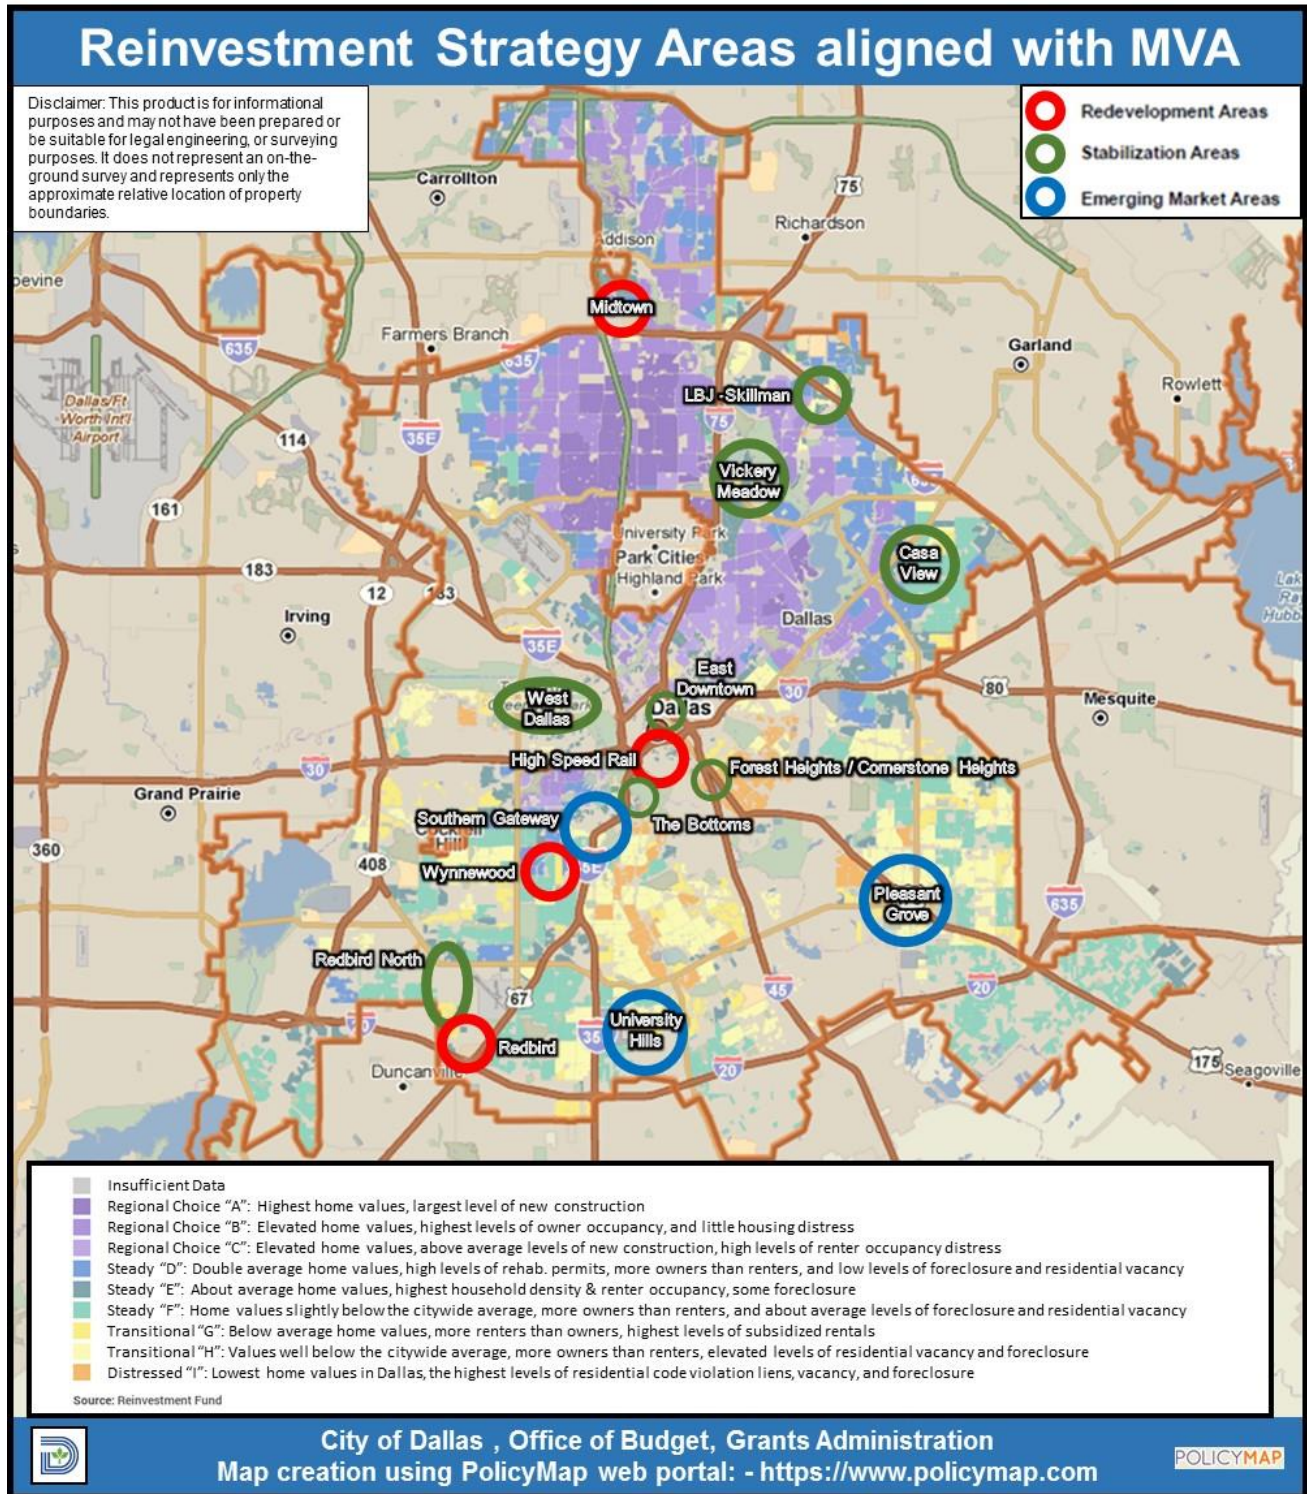 Reinvestment Strategy Areas aligned with MVA
Disclaimer: This product is for informational
purposes and may not have been prepared or
be suitable for legal engineering, or surveying
purposes. It does not represent an on-the-
ground survey and represents only the
approximate relative location of property
boundaries.
Redevelopment Areas
Stabilization Areas
Emerging Market Areas
Carrollton
75
Richardson
Addison
pevine
Midtown
Farmers Branch
635
635
Garland
Rowlett
LBJ-Skillman
75
Dallas/Ft
Worth Int'l
Airport
114
35E
Vickery
Meadow
161
University Park
Park Cities
Highland Park
Casa
View
183
12
183
Irving
Dallas
35E
East
Downtown
30
80
West
Dallas
Dallas
Mesquite
High Speed Rail
Forest Heights / Cornerstone Heights
30
Grand Prairie
Southern Gateway
The Bottoms
Cockrell
Hill
360
408
Wynnewood
35E
Pleasant
Grove
635
Redbird North
67
45
20
University
Hills
35
Redbird
20
175
Seagoville
Duncanville
Insufficient Data
Regional Choice “A”: Highest home values, largest level of new construction
Regional Choice “B”: Elevated home values, highest levels of owner occupancy, and little housing distress
Regional Choice “C”: Elevated home values, above average levels of new construction, high levels of renter occupancy distress
Steady “D”: Double average home values, high levels of rehab. permits, more owners than renters, and low levels of foreclosure and residential vacancy
Steady “E”: About average home values, highest household density & renter occupancy, some foreclosure
Steady “F”: Home values slightly below the citywide average, more owners than renters, and about average levels of foreclosure and residential vacancy
Transitional “G”: Below average home values, more renters than owners, highest levels of subsidized rentals
Transitional “H”: Values well below the citywide average, more owners than renters, elevated levels of residential vacancy and foreclosure
Distressed “I”: Lowest home values in Dallas, the highest levels of residential code violation liens, vacancy, and foreclosure
Source: Reinvestment Fund
City of Dallas , Office of Budget, Grants Administration
Map creation using PolicyMap web portal: - https://www.policymap.com
POLICYMAP